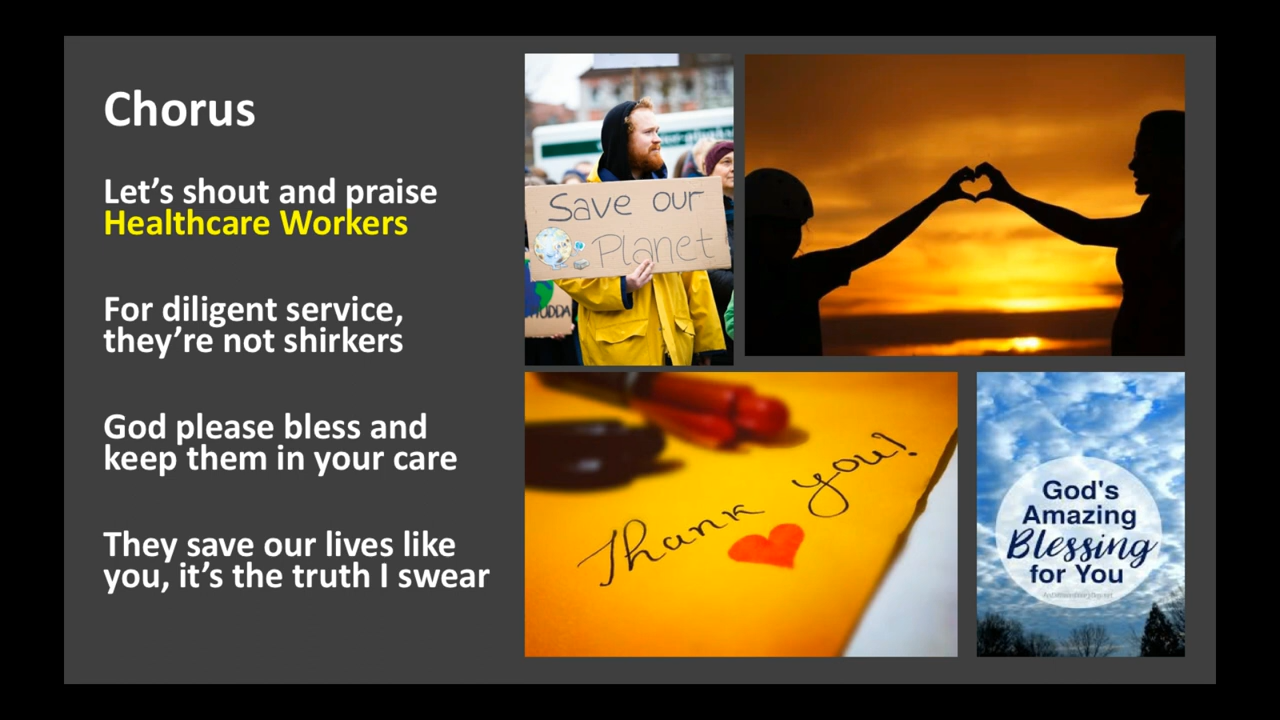 Chorus
Let's shout and praise
Healthcare Workers
For diligent service,
they're not shirkers
God please bless and
keep them in your care
They save our lives like
you, it's the truth I swear
Save our
Planet
Thank you!
God's
Amazing
Blessing
for You